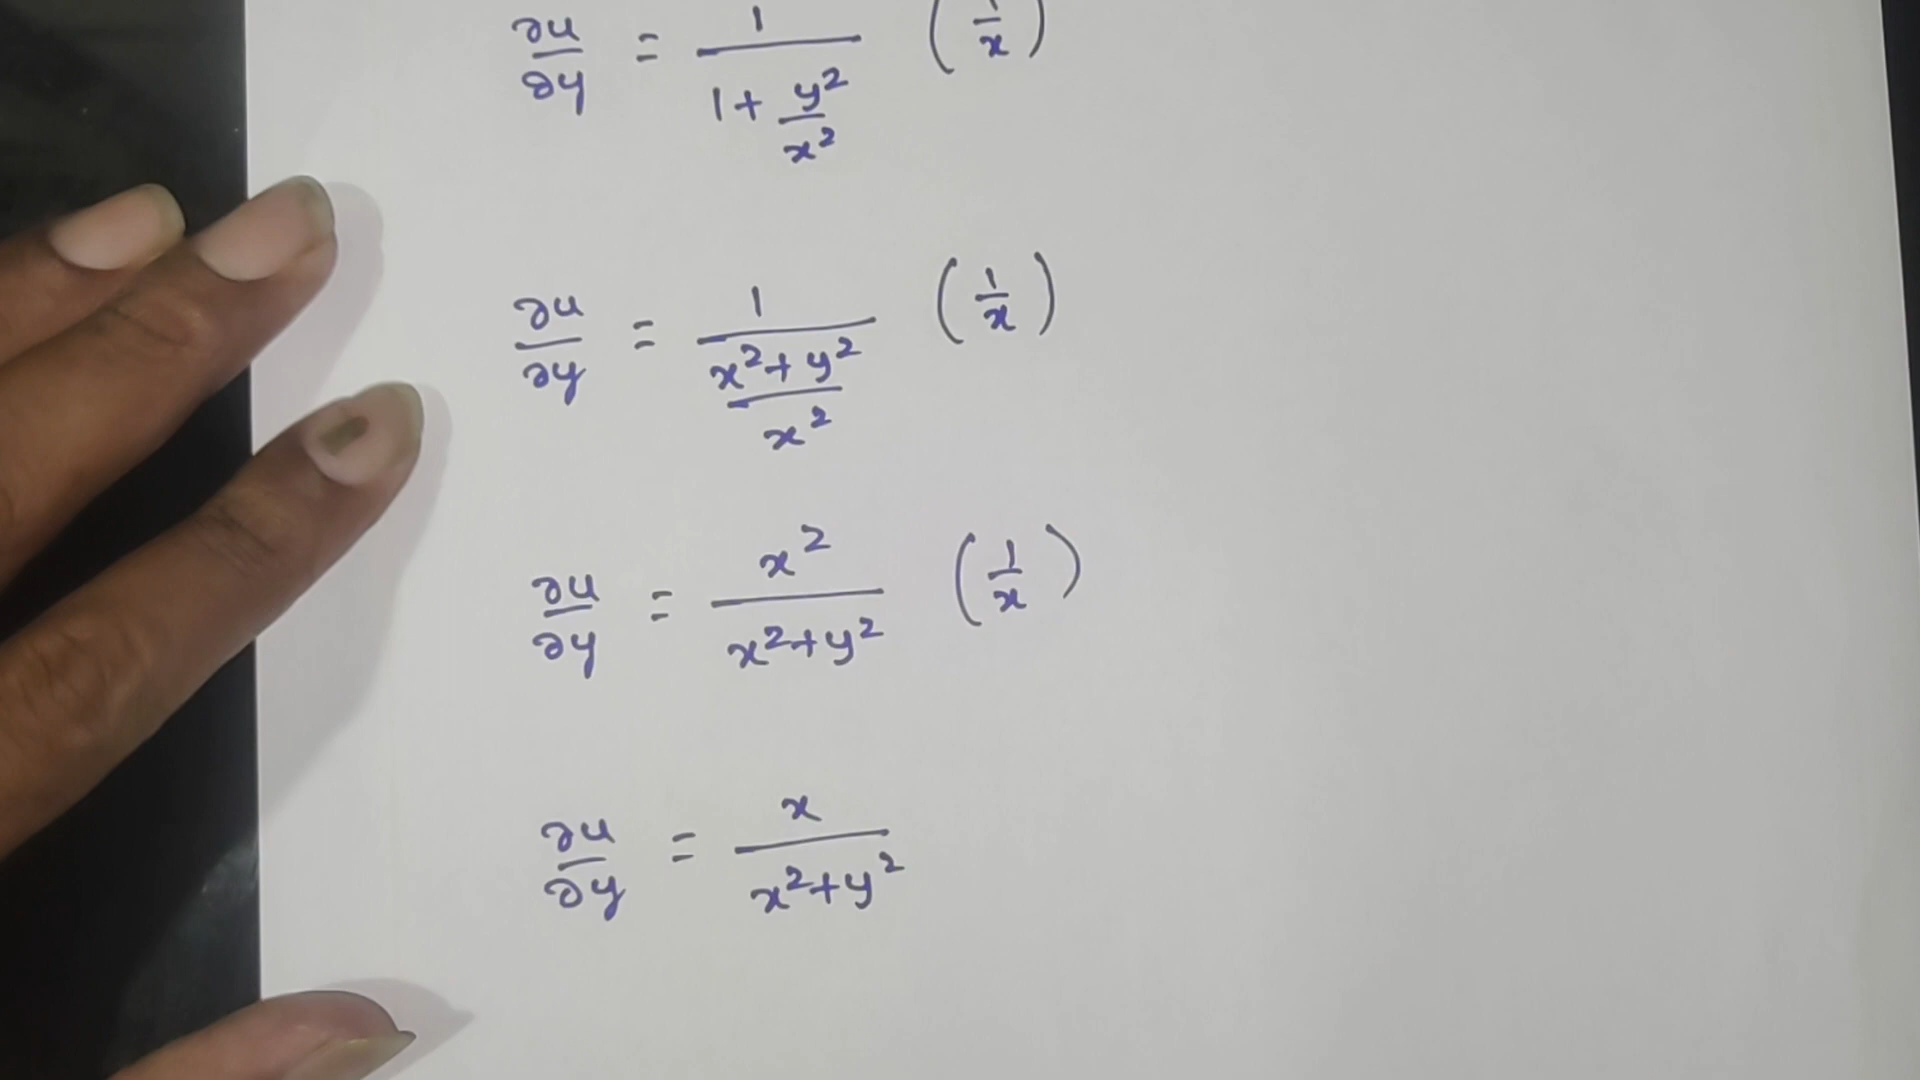 ∂u/∂y = 1/(1 + y²/x²) (1/x)
∂u/∂y = 1/((x² + y²)/x²) (1/x)
∂u/∂y = x²/(x² + y²) (1/x)
∂u/∂y = x/(x² + y²)